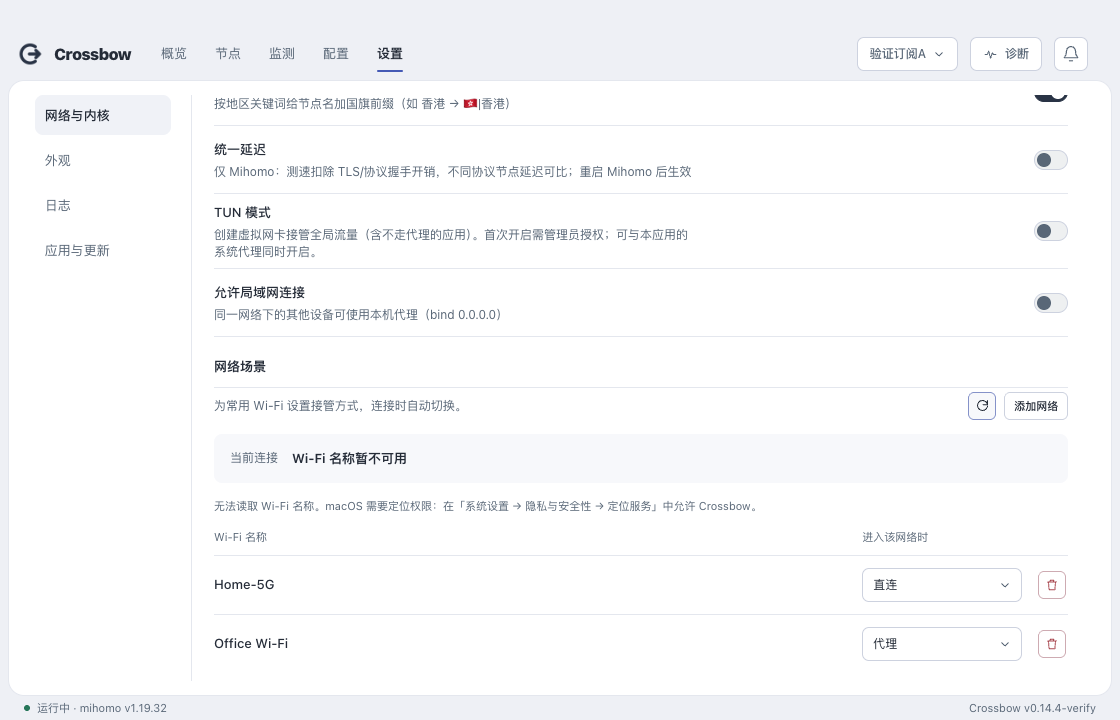 Crossbow 概览 节点 监测 配置 设置 验证订阅A 诊断
网络与内核
外观
日志
应用与更新
按地区关键词给节点名加国旗前缀（如 香港 → 🇭🇰|香港）
统一延迟
仅 Mihomo：测速扣除 TLS/协议握手开销，不同协议节点延迟可比；重启 Mihomo 后生效
TUN 模式
创建虚拟网卡接管全局流量（含不走代理的应用）。首次开启需管理员授权；可与本应用的
系统代理同时开启。
允许局域网连接
同一网络下的其他设备可使用本机代理（bind 0.0.0.0）
网络场景
为常用 Wi-Fi 设置接管方式，连接时自动切换。 添加网络
当前连接 Wi-Fi 名称暂不可用
无法读取 Wi-Fi 名称。macOS 需要定位权限：在「系统设置 → 隐私与安全性 → 定位服务」中允许 Crossbow。
Wi-Fi 名称 进入该网络时
Home-5G 直连
Office Wi-Fi 代理
运行中 · mihomo v1.19.32 Crossbow v0.14.4-verify